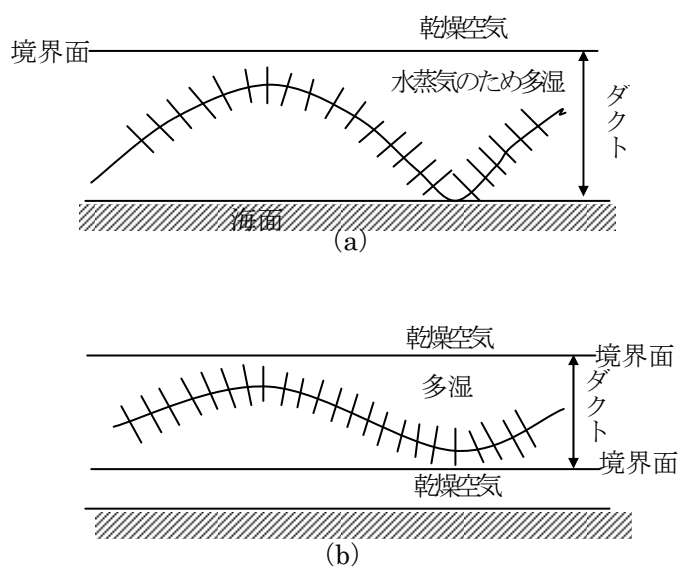 乾燥空気
境界面
水蒸気のため多湿
ダクト
海面
(a)
乾燥空気
境界面
多湿
ダクト
境界面
乾燥空気
(b)